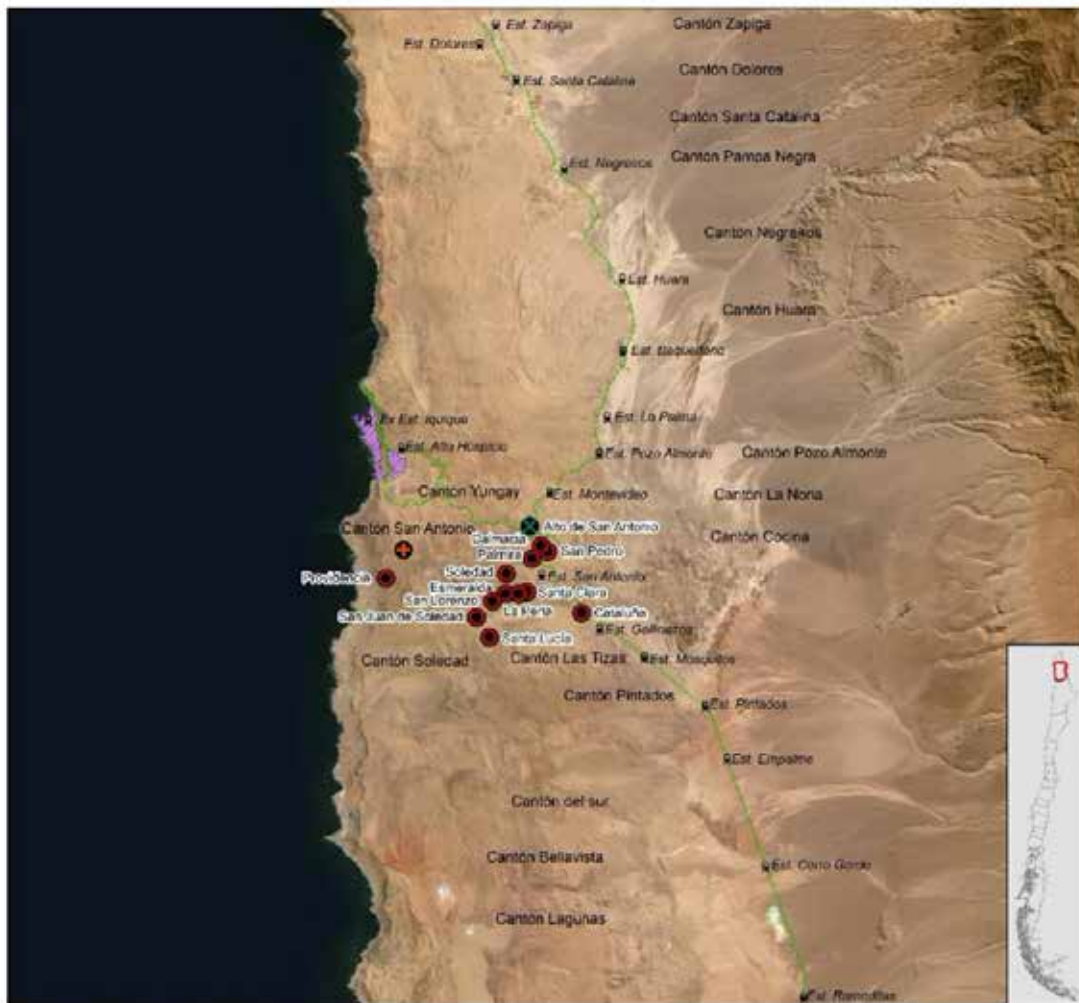 Est. Zapiga
Cantón Zapiga
Est. Dolores
Cantón Dolores
Est. Santa Catalina
Cantón Santa Catalina
Cantón Pampa Negra
Est. Negreiros
Cantón Negreiros
Est. Huara
Cantón Huara
Est.
Ex Est. Iquique
Est. La Palma
Est. Alto Hospicio
Est. Pozo Almonte
Cantón Pozo Almonte
Cantón Yungay
Est. Montevideo
Cantón La Noria
Cantón San Antonio
Alto de San Antonio
Cantón Cocina
Dalmacia
San Pedro
Palmira
Providencia
Soledad
Est. San Antonio
Esmeralda
Santa Clara
San Lorenzo
La Perla
San Juan de Soledad
Cataluña
Santa Lucía
Est. Gallineros
Cantón Soledad
Cantón Las Tizas
Est. Mosquitos
Cantón Pintados
Est. Pintados
Est. Empalme
Cantón del sur
Cantón Bellavista
Est. Cerro Gordo
Cantón Lagunas
Est. Ramaditas